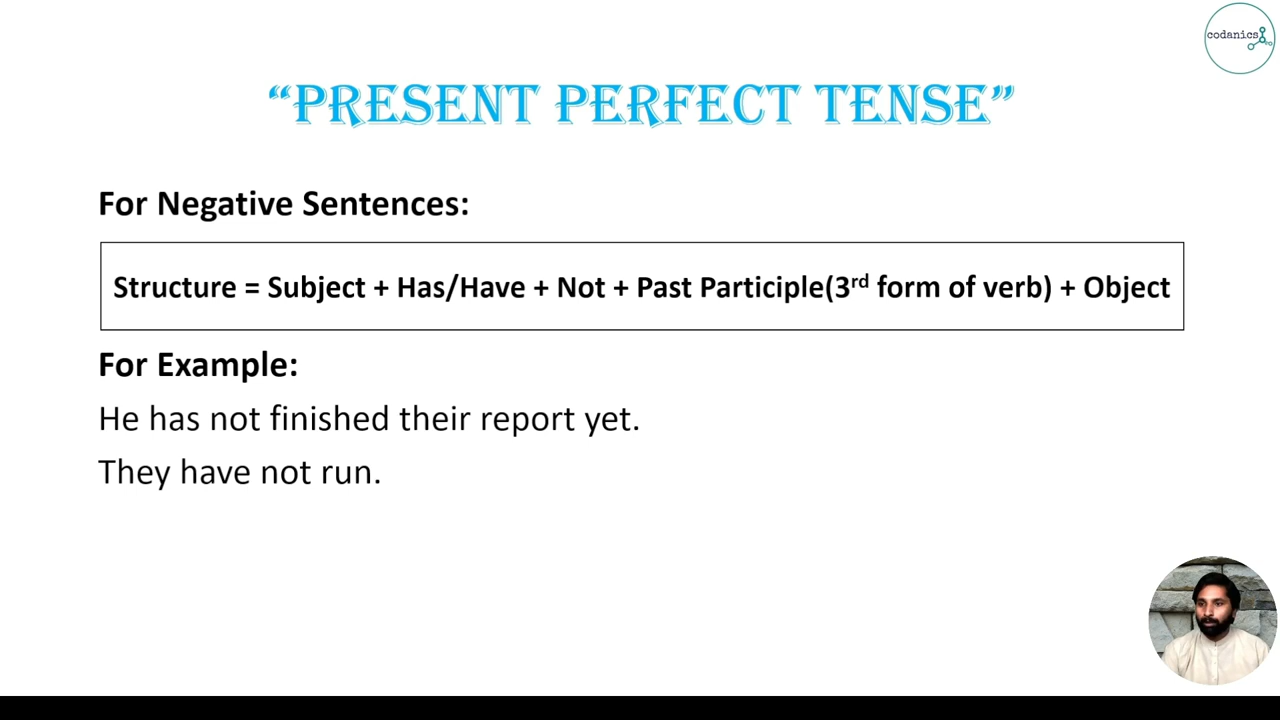 codanics
“PRESENT PERFECT TENSE”
For Negative Sentences:
Structure = Subject + Has/Have + Not + Past Participle(3rd form of verb) + Object
For Example:
He has not finished their report yet.
They have not run.